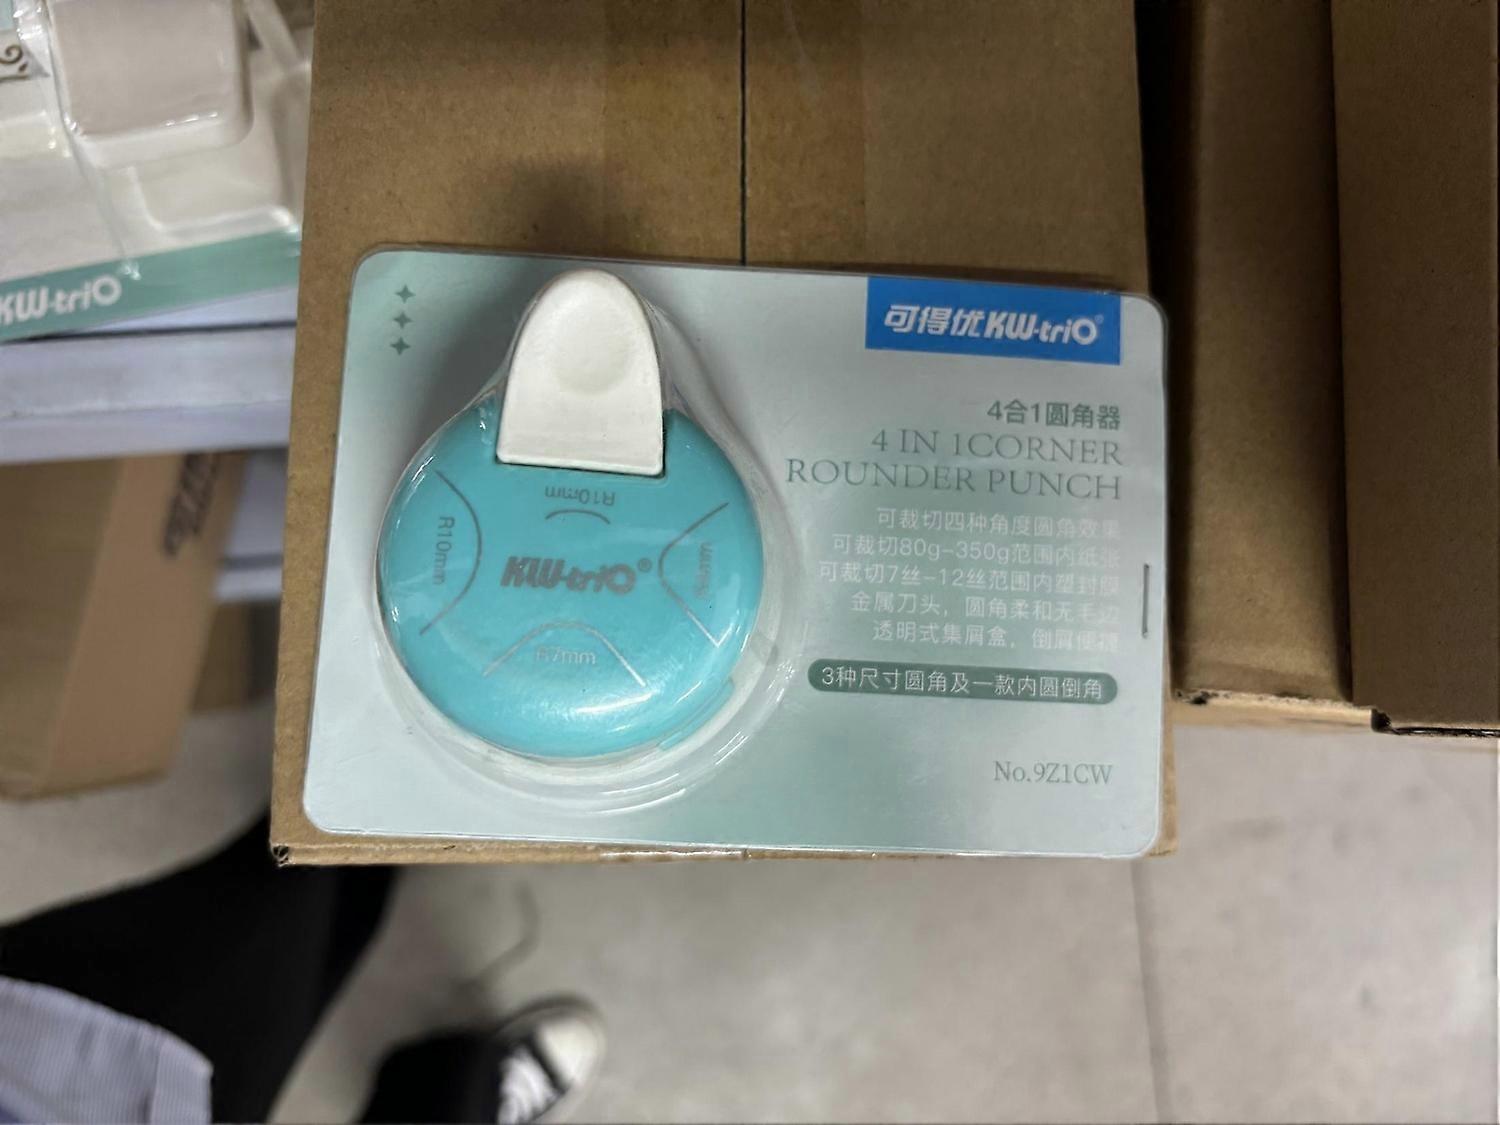 KW-triO
可得优KW-triO®
4合1圆角器
4 IN 1CORNER
ROUNDER PUNCH
可裁切四种角度圆角效果
可裁切80g-350g范围内纸张
可裁切7丝-12丝范围内塑封膜
金属刀头，圆角柔和无毛边
透明式集屑盒，倒屑便捷
3种尺寸圆角及一款内圆倒角
No.9Z1CW
R10mm
R10mm
KW-triO®
R7mm